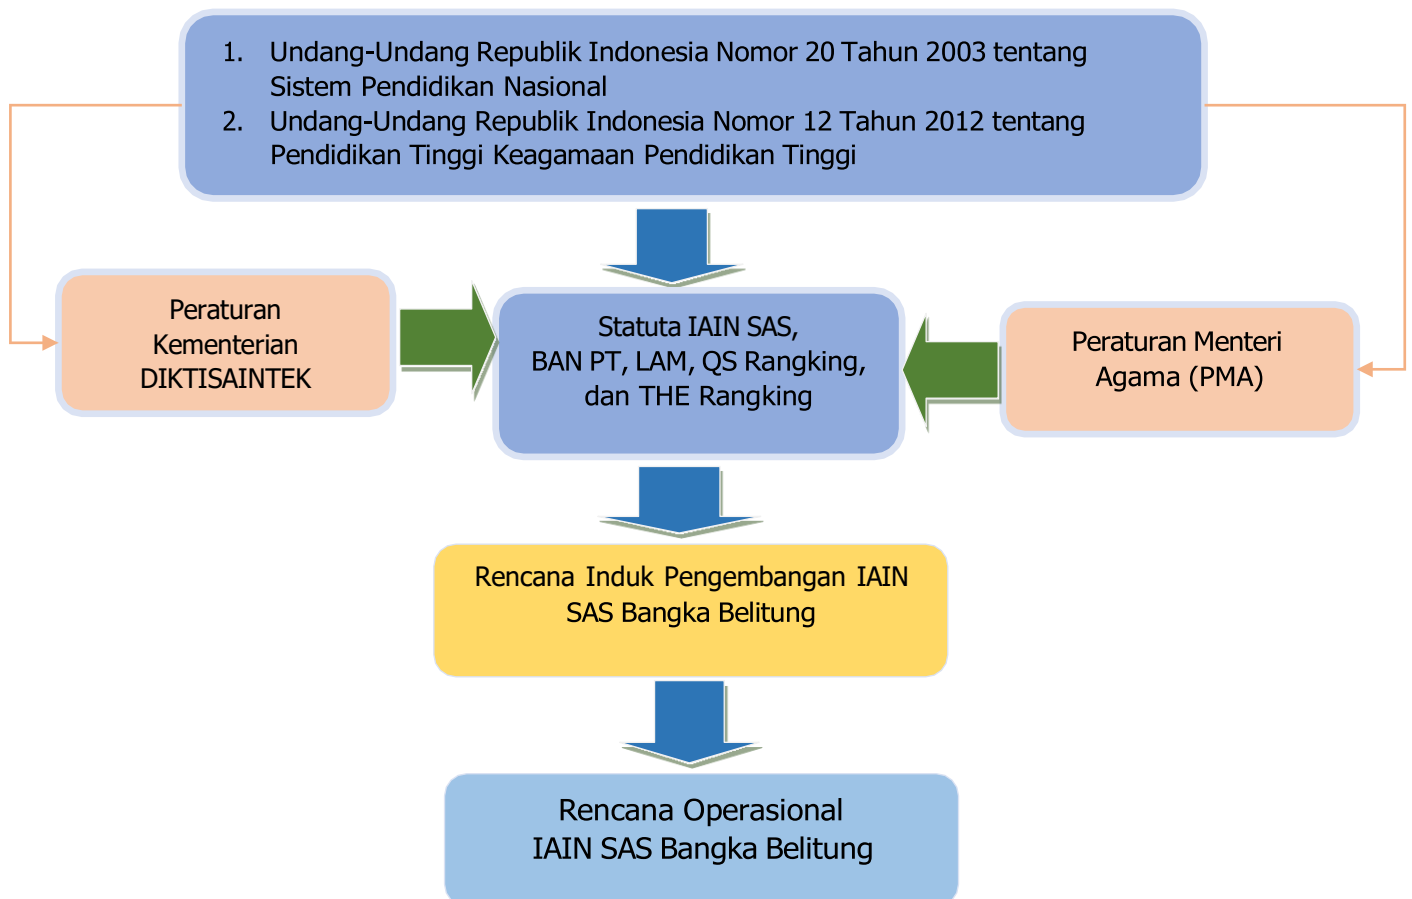 1. Undang-Undang Republik Indonesia Nomor 20 Tahun 2003 tentang
Sistem Pendidikan Nasional
2. Undang-Undang Republik Indonesia Nomor 12 Tahun 2012 tentang
Pendidikan Tinggi Keagamaan Pendidikan Tinggi
Peraturan
Kementerian
DIKTISAINTEK
Statuta IAIN SAS,
BAN PT, LAM, QS Rangking,
dan THE Rangking
Peraturan Menteri
Agama (PMA)
Rencana Induk Pengembangan IAIN
SAS Bangka Belitung
Rencana Operasional
IAIN SAS Bangka Belitung